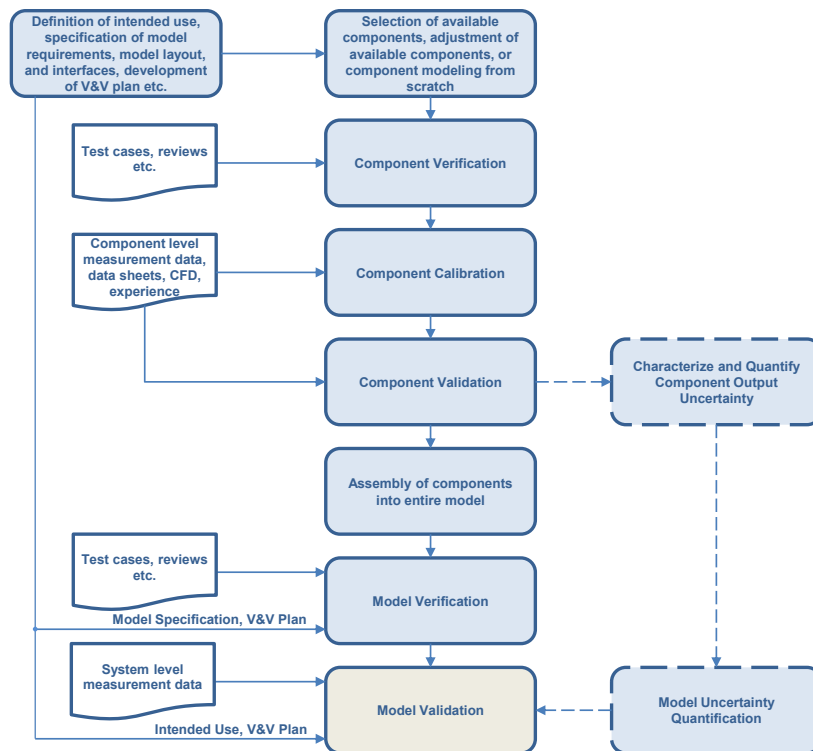 Definition of intended use,
specification of model
requirements, model layout,
and interfaces, development
of V&V plan etc.
Selection of available
components, adjustment of
available components, or
component modeling from
scratch
Test cases, reviews
etc.
Component Verification
Component level
measurement data,
data sheets, CFD,
experience
Component Calibration
Component Validation
Characterize and Quantify
Component Output
Uncertainty
Assembly of components
into entire model
Test cases, reviews
etc.
Model Verification
Model Specification, V&V Plan
System level
measurement data
Model Validation
Model Uncertainty
Quantification
Intended Use, V&V Plan